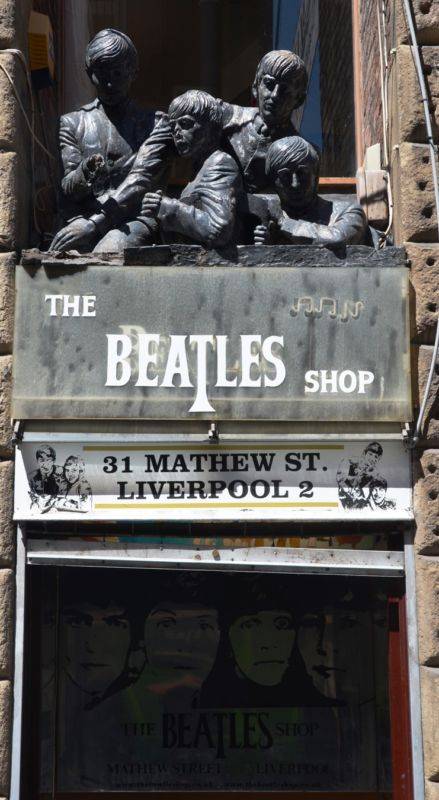 THE
BEATLES
SHOP
31 MATHEW ST.
LIVERPOOL 2
THE BEATLES SHOP
MATHEW STREET LIVERPOOL